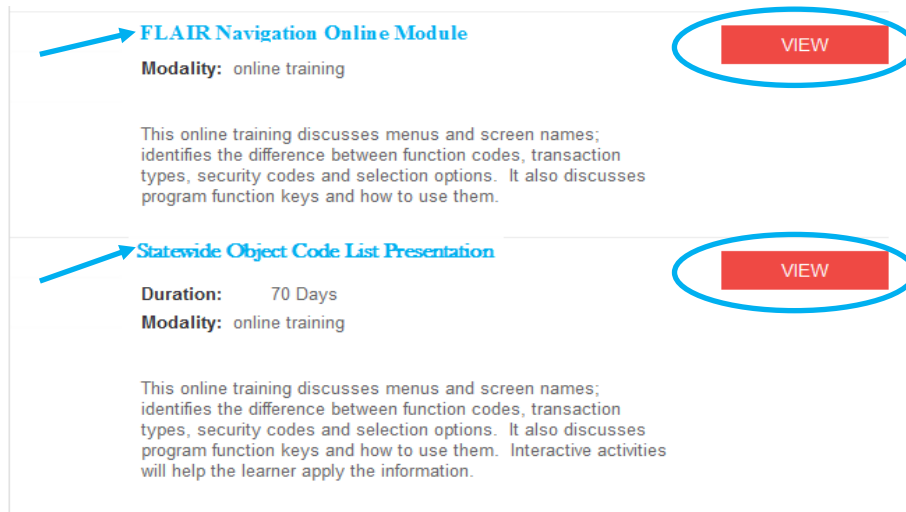 FLAIR Navigation Online Module
VIEW
Modality: online training
This online training discusses menus and screen names;
identifies the difference between function codes, transaction
types, security codes and selection options. It also discusses
program function keys and how to use them.
Statewide Object Code List Presentation
VIEW
Duration: 70 Days
Modality: online training
This online training discusses menus and screen names;
identifies the difference between function codes, transaction
types, security codes and selection options. It also discusses
program function keys and how to use them. Interactive activities
will help the learner apply the information.